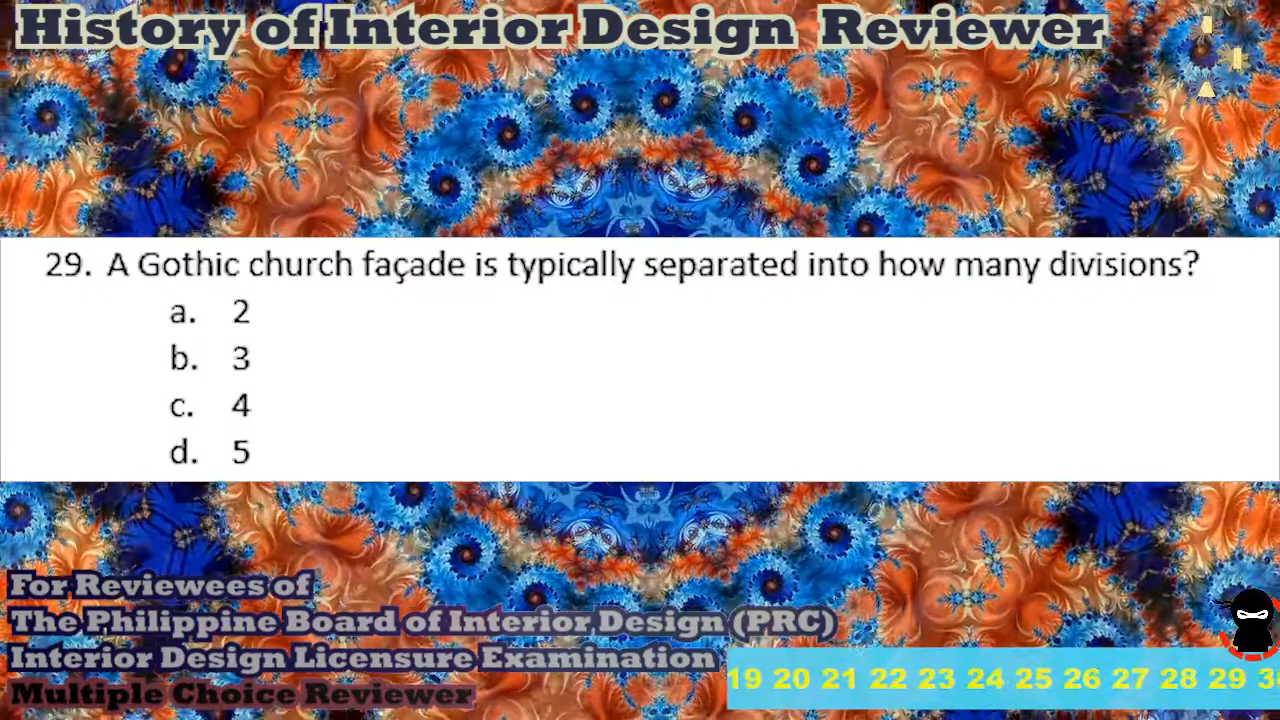 History of Interior Design Reviewer
29. A Gothic church façade is typically separated into how many divisions?
a. 2
b. 3
c. 4
d. 5
For Reviewees of
The Philippine Board of Interior Design (PRC)
Interior Design Licensure Examination
Multiple Choice Reviewer
19 20 21 22 23 24 25 26 27 28 29 3